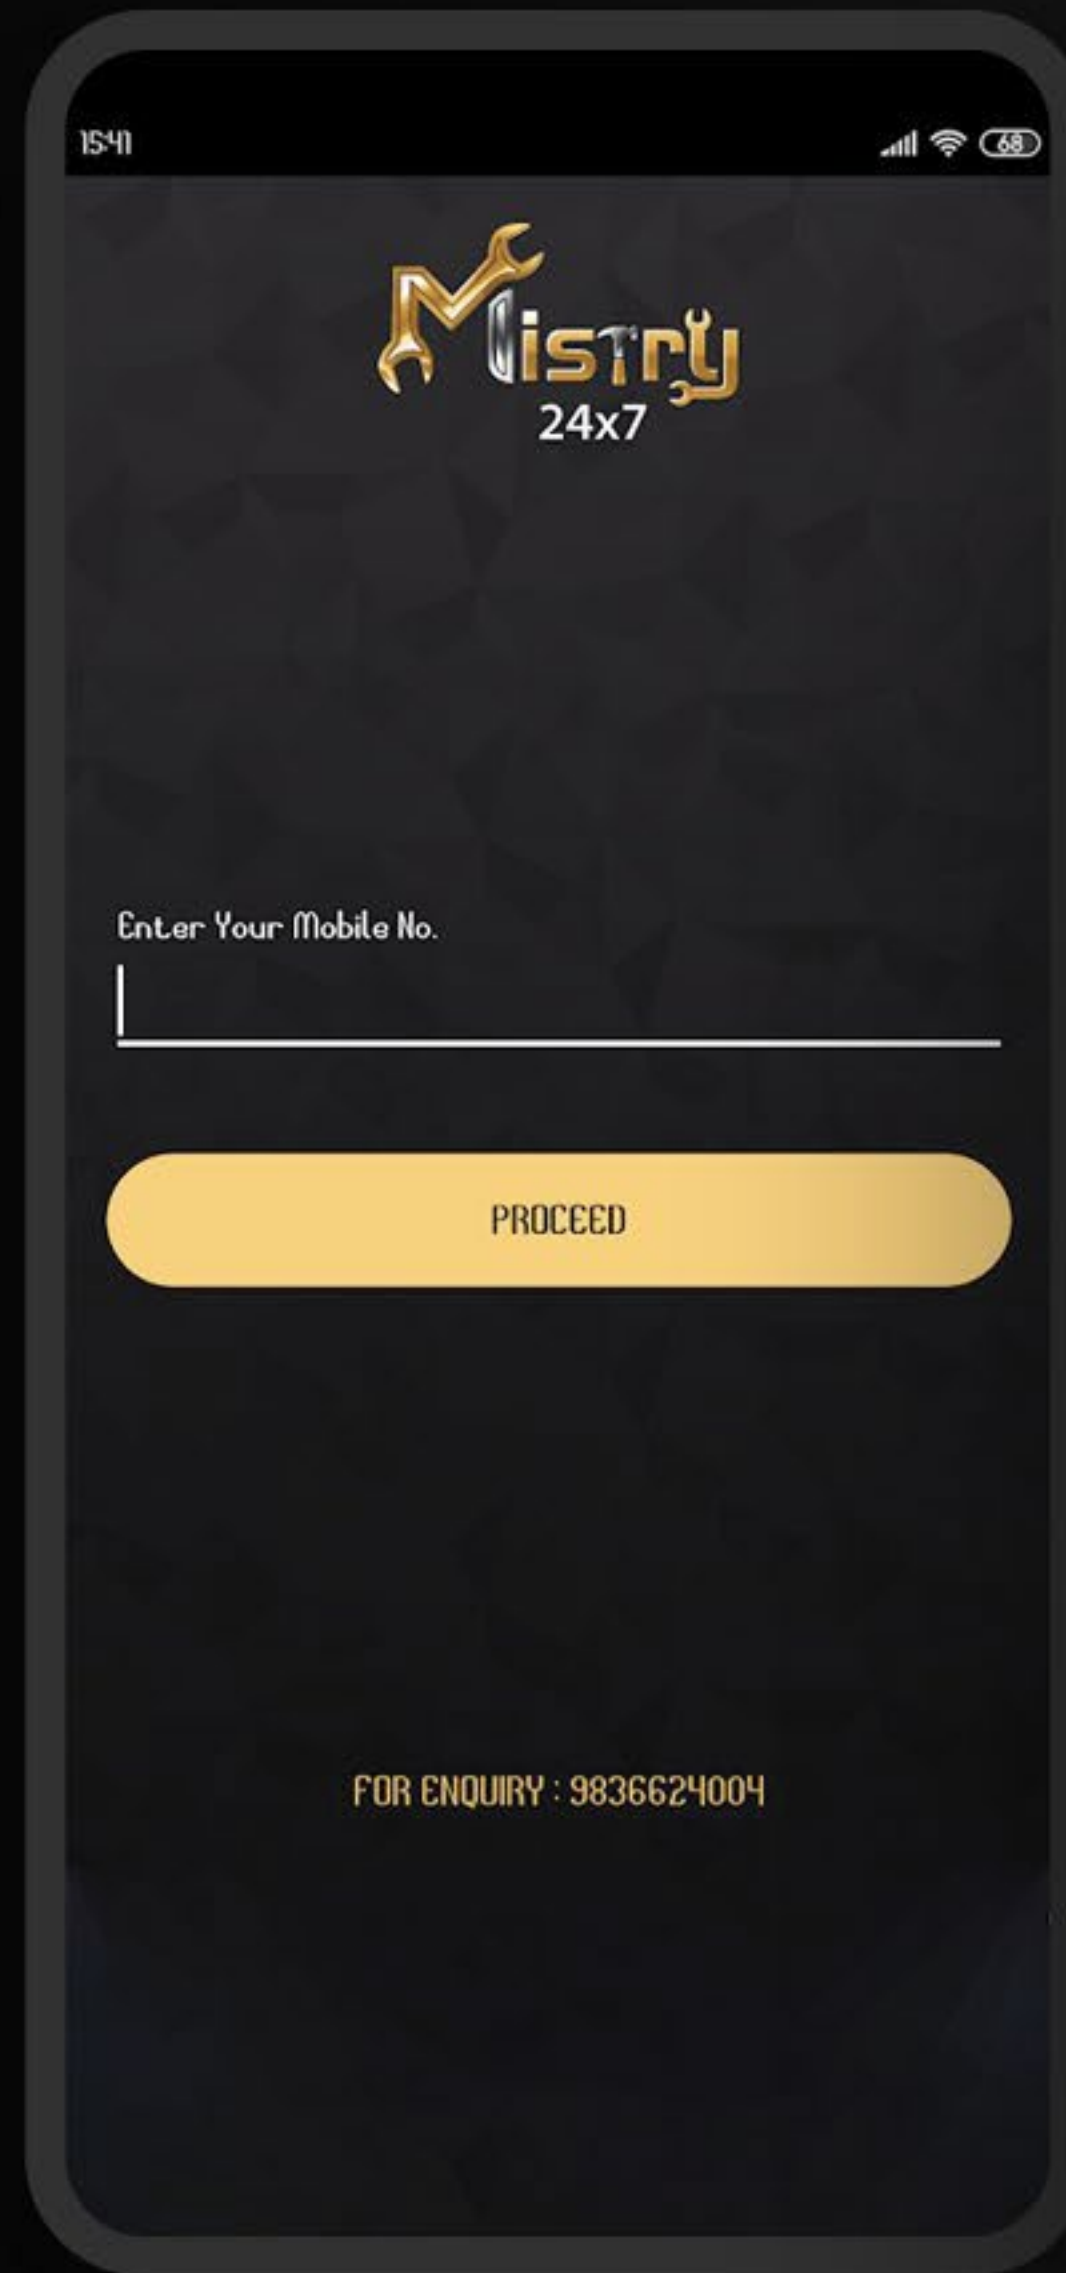 15:41
68
Mistry
24x7
Enter Your Mobile No.
PROCEED
FOR ENQUIRY : 9836624004